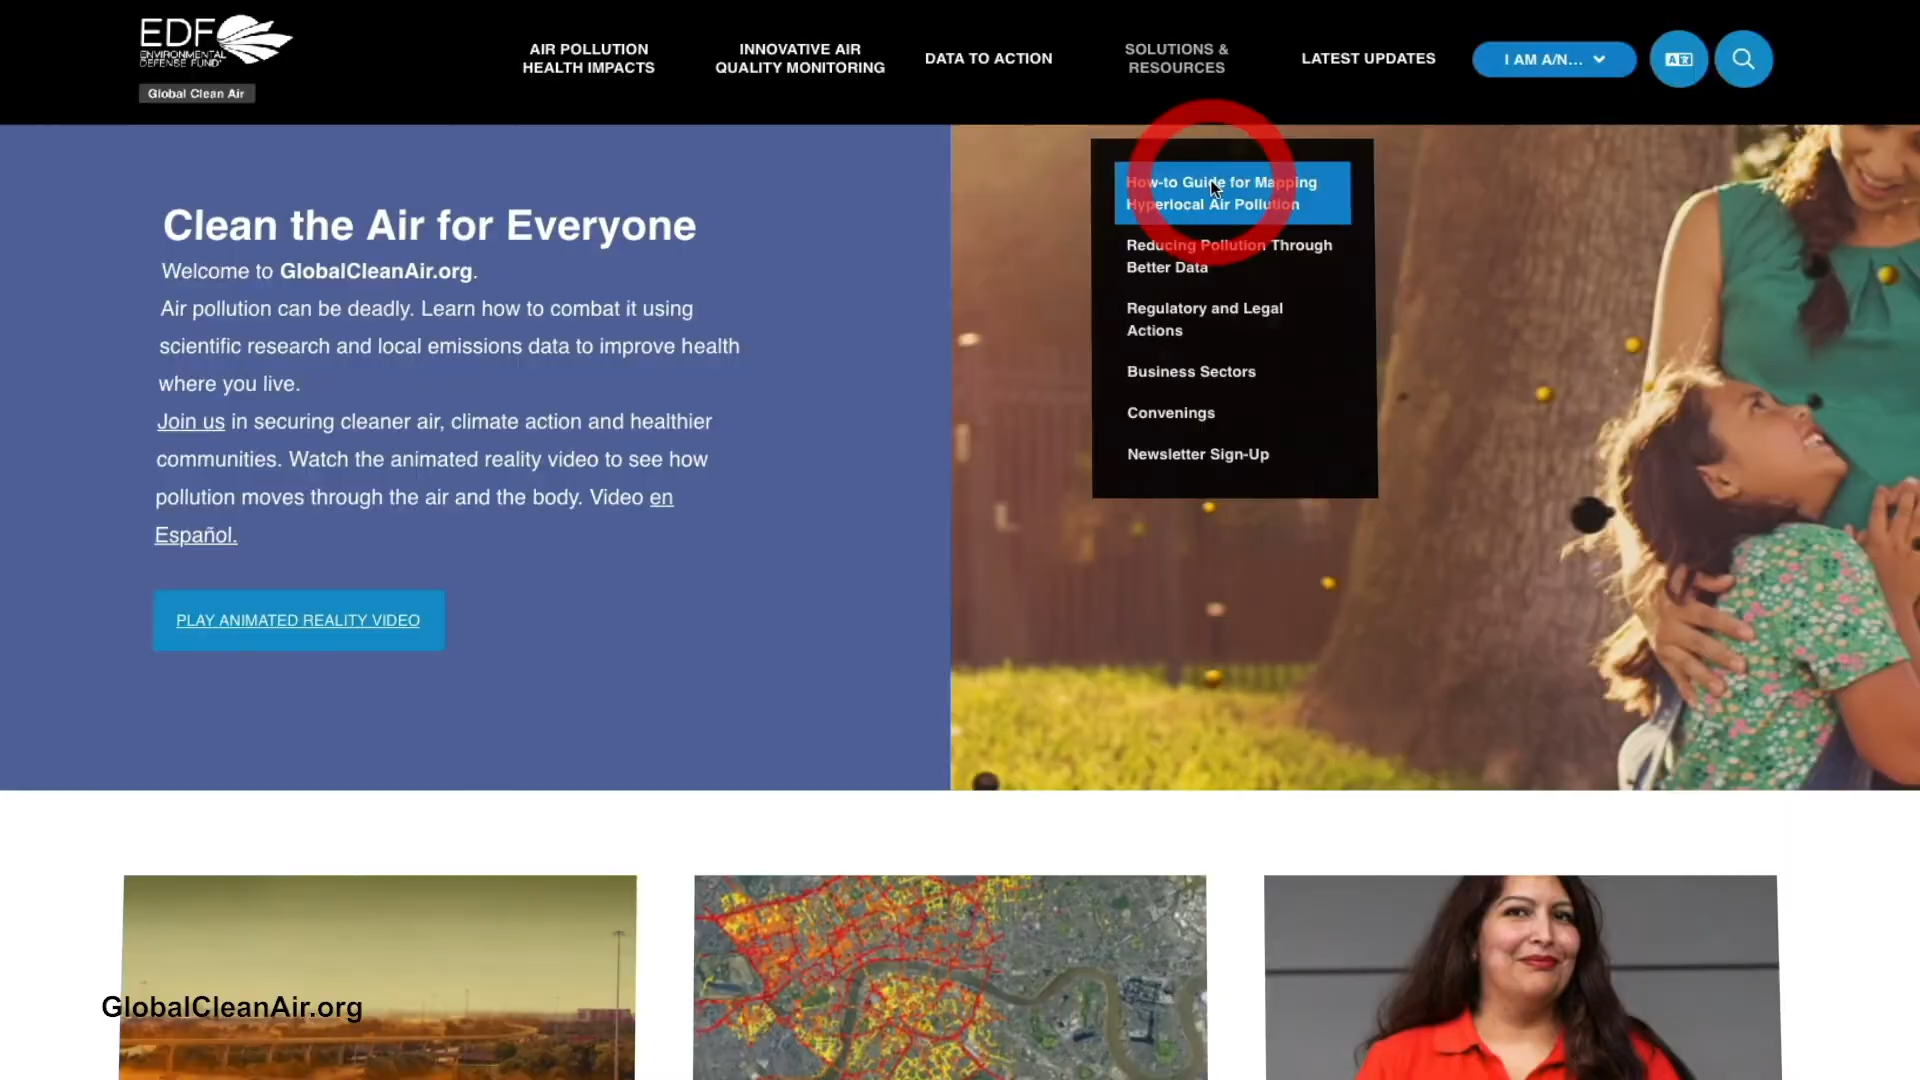 EDF
ENVIRONMENTAL
DEFENSE FUND
Global Clean Air
AIR POLLUTION
HEALTH IMPACTS
INNOVATIVE AIR
QUALITY MONITORING
DATA TO ACTION
SOLUTIONS &
RESOURCES
LATEST UPDATES
I AM A/N...
Clean the Air for Everyone
Welcome to GlobalCleanAir.org.
Air pollution can be deadly. Learn how to combat it using
scientific research and local emissions data to improve health
where you live.
Join us in securing cleaner air, climate action and healthier
communities. Watch the animated reality video to see how
pollution moves through the air and the body. Video en
Español.
PLAY ANIMATED REALITY VIDEO
How-to Guide for Mapping
Hyperlocal Air Pollution
Reducing Pollution Through
Better Data
Regulatory and Legal
Actions
Business Sectors
Convenings
Newsletter Sign-Up
GlobalCleanAir.org